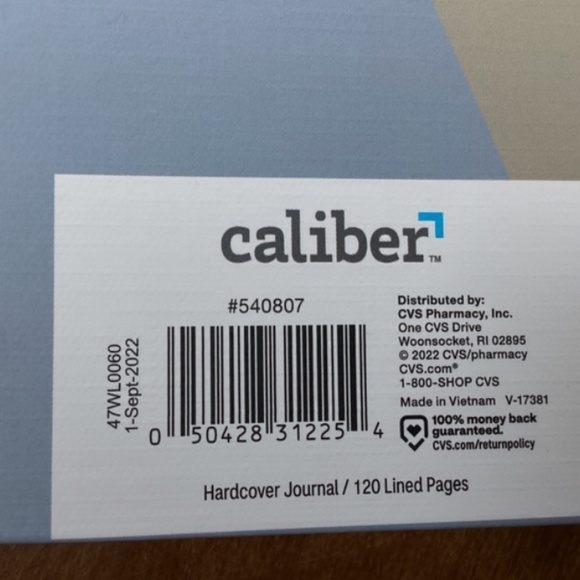 caliber™
#540807
47WL0060
1-Sept-2022
0 50428 31225 4
Distributed by:
CVS Pharmacy, Inc.
One CVS Drive
Woonsocket, RI 02895
© 2022 CVS/pharmacy
CVS.com®
1-800-SHOP CVS
Made in Vietnam V-17381
100% money back
guaranteed.
CVS.com/returnpolicy
Hardcover Journal / 120 Lined Pages